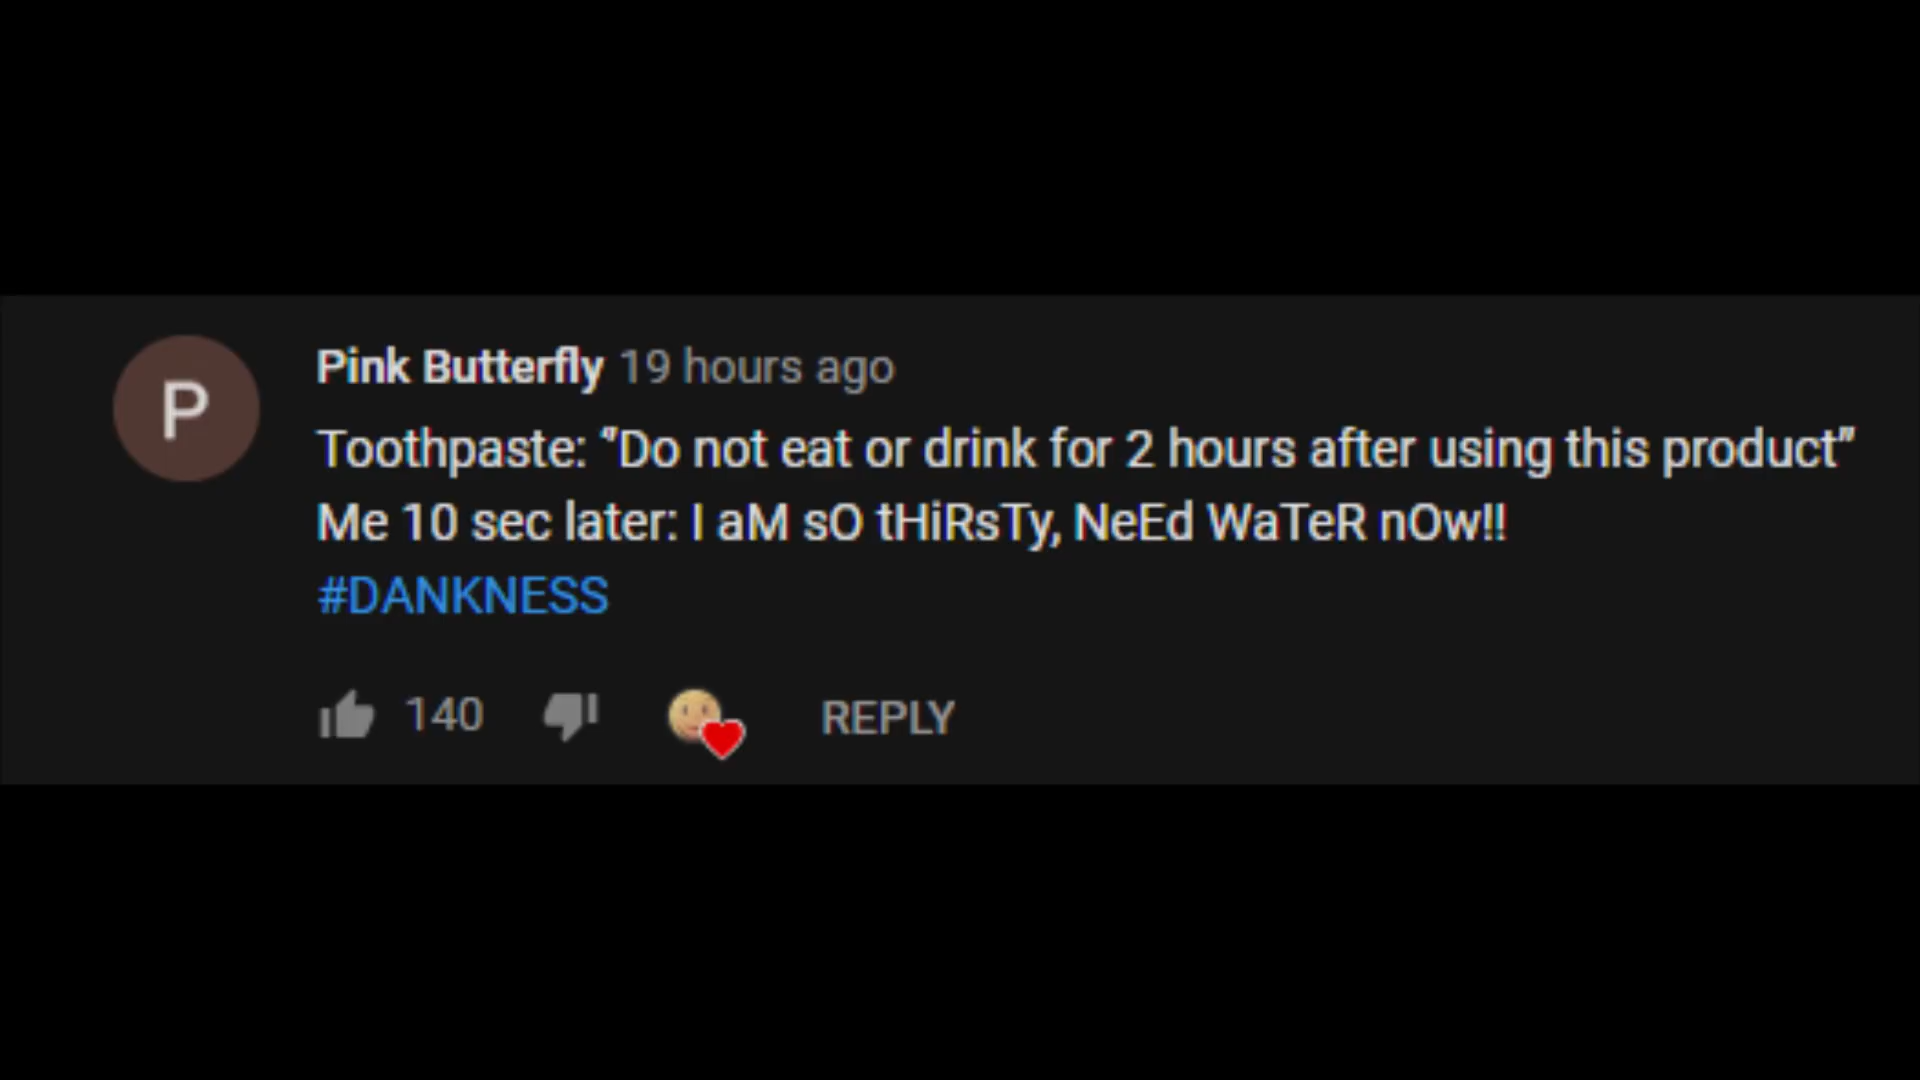 P
Pink Butterfly 19 hours ago
Toothpaste: "Do not eat or drink for 2 hours after using this product"
Me 10 sec later: I aM sO tHiRsTy, NeEd WaTeR nOw!!
#DANKNESS
140 REPLY